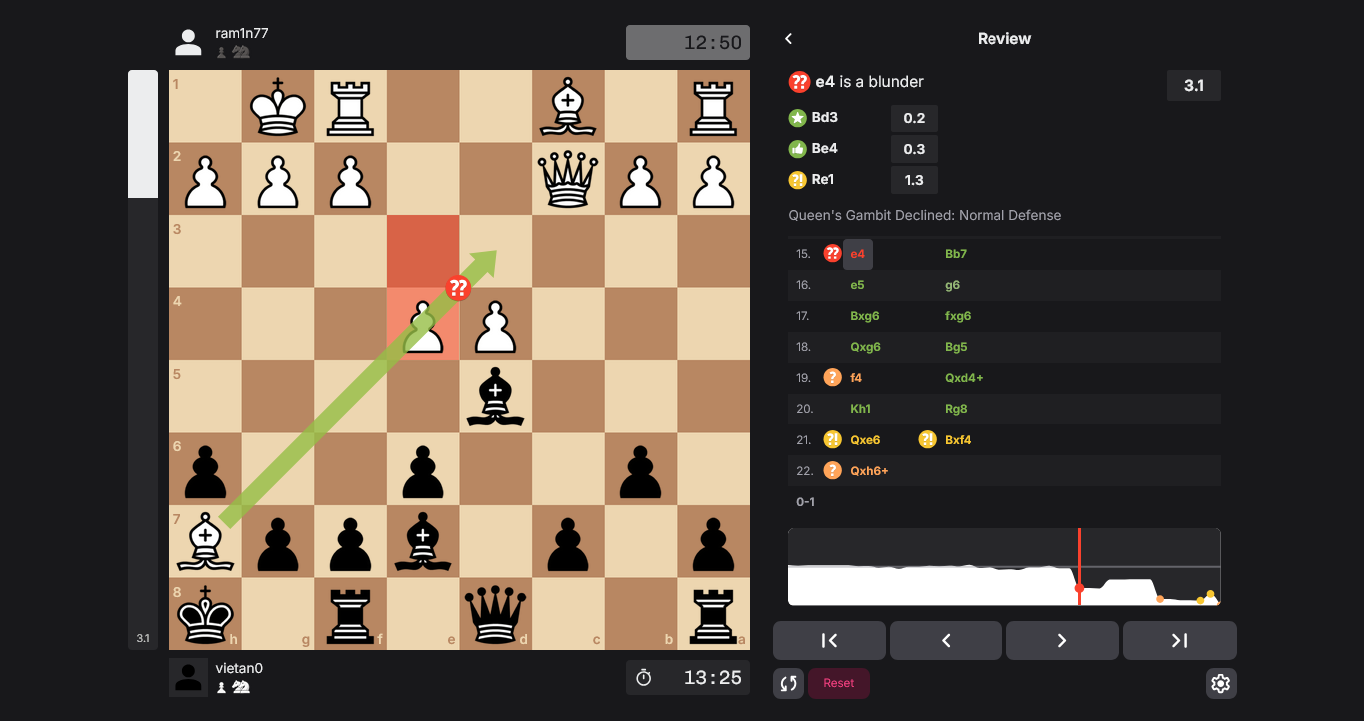 ram1n77
12:50
1
2
3
4
5
6
7
8
h
g
f
e
d
c
b
a
??
3.1
vietan0
13:25
Review
?? e4 is a blunder 3.1
Bd3 0.2
Be4 0.3
?! Re1 1.3
Queen's Gambit Declined: Normal Defense
15. ?? e4 Bb7
16. e5 g6
17. Bxg6 fxg6
18. Qxg6 Bg5
19. ? f4 Qxd4+
20. Kh1 Rg8
21. ?! Qxe6 ?! Bxf4
22. ? Qxh6+
0-1
Reset